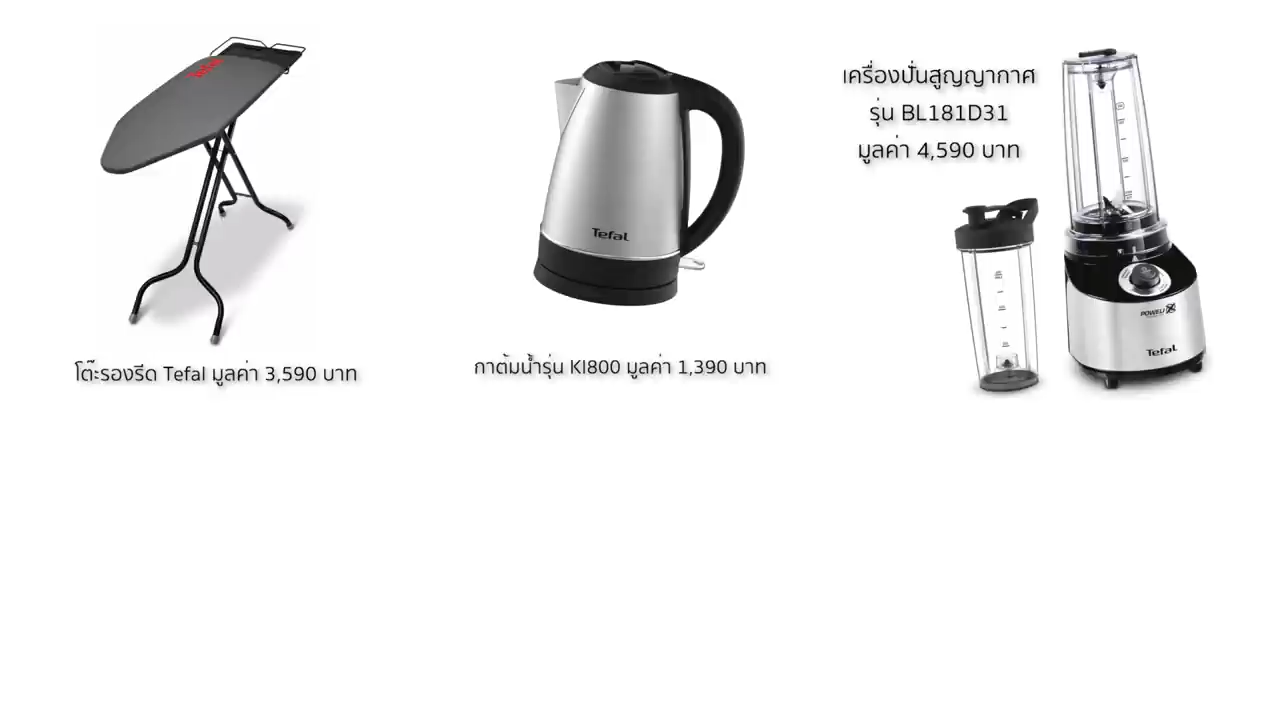 Tefal
โต๊ะรองรีด Tefal มูลค่า 3,590 บาท
Tefal
กาต้มน้ำรุ่น KI800 มูลค่า 1,390 บาท
เครื่องปั่นสูญญากาศ
รุ่น BL181D31
มูลค่า 4,590 บาท
Tefal